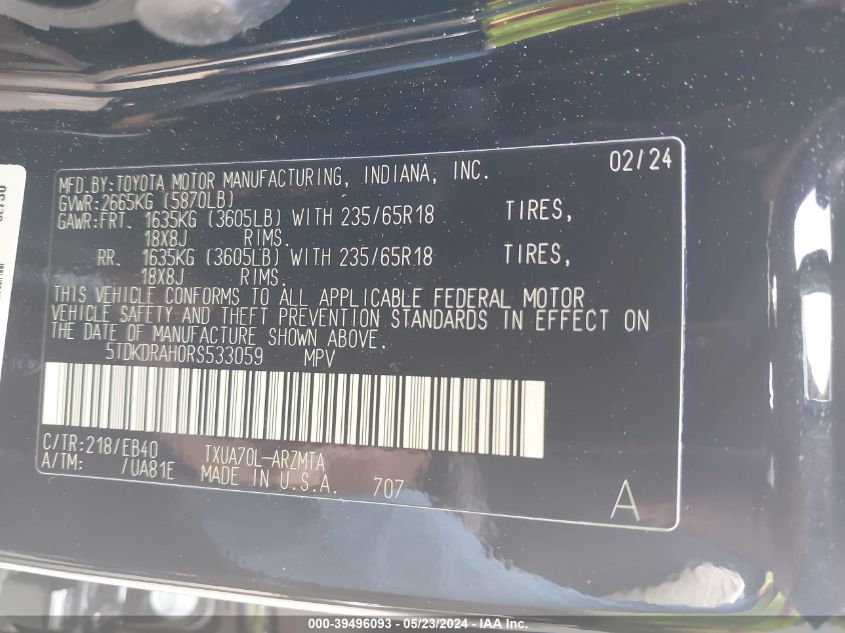 MFD.BY:TOYOTA MOTOR MANUFACTURING, INDIANA, INC. 02/24
GVWR:2665KG (5870LB)
GAWR:FRT. 1635KG (3605LB) WITH 235/65R18 TIRES,
18X8J RIMS.
RR. 1635KG (3605LB) WITH 235/65R18 TIRES,
18X8J RIMS.
THIS VEHICLE CONFORMS TO ALL APPLICABLE FEDERAL MOTOR
VEHICLE SAFETY AND THEFT PREVENTION STANDARDS IN EFFECT ON
THE DATE OF MANUFACTURE SHOWN ABOVE.
5TDKDRAH0RS533059 MPV
C/TR:218/EB40 TXUA70L-ARZMTA
A/TM: /UA81E MADE IN U.S.A. 707
A
000-39496093 - 05/23/2024 - IAA Inc.